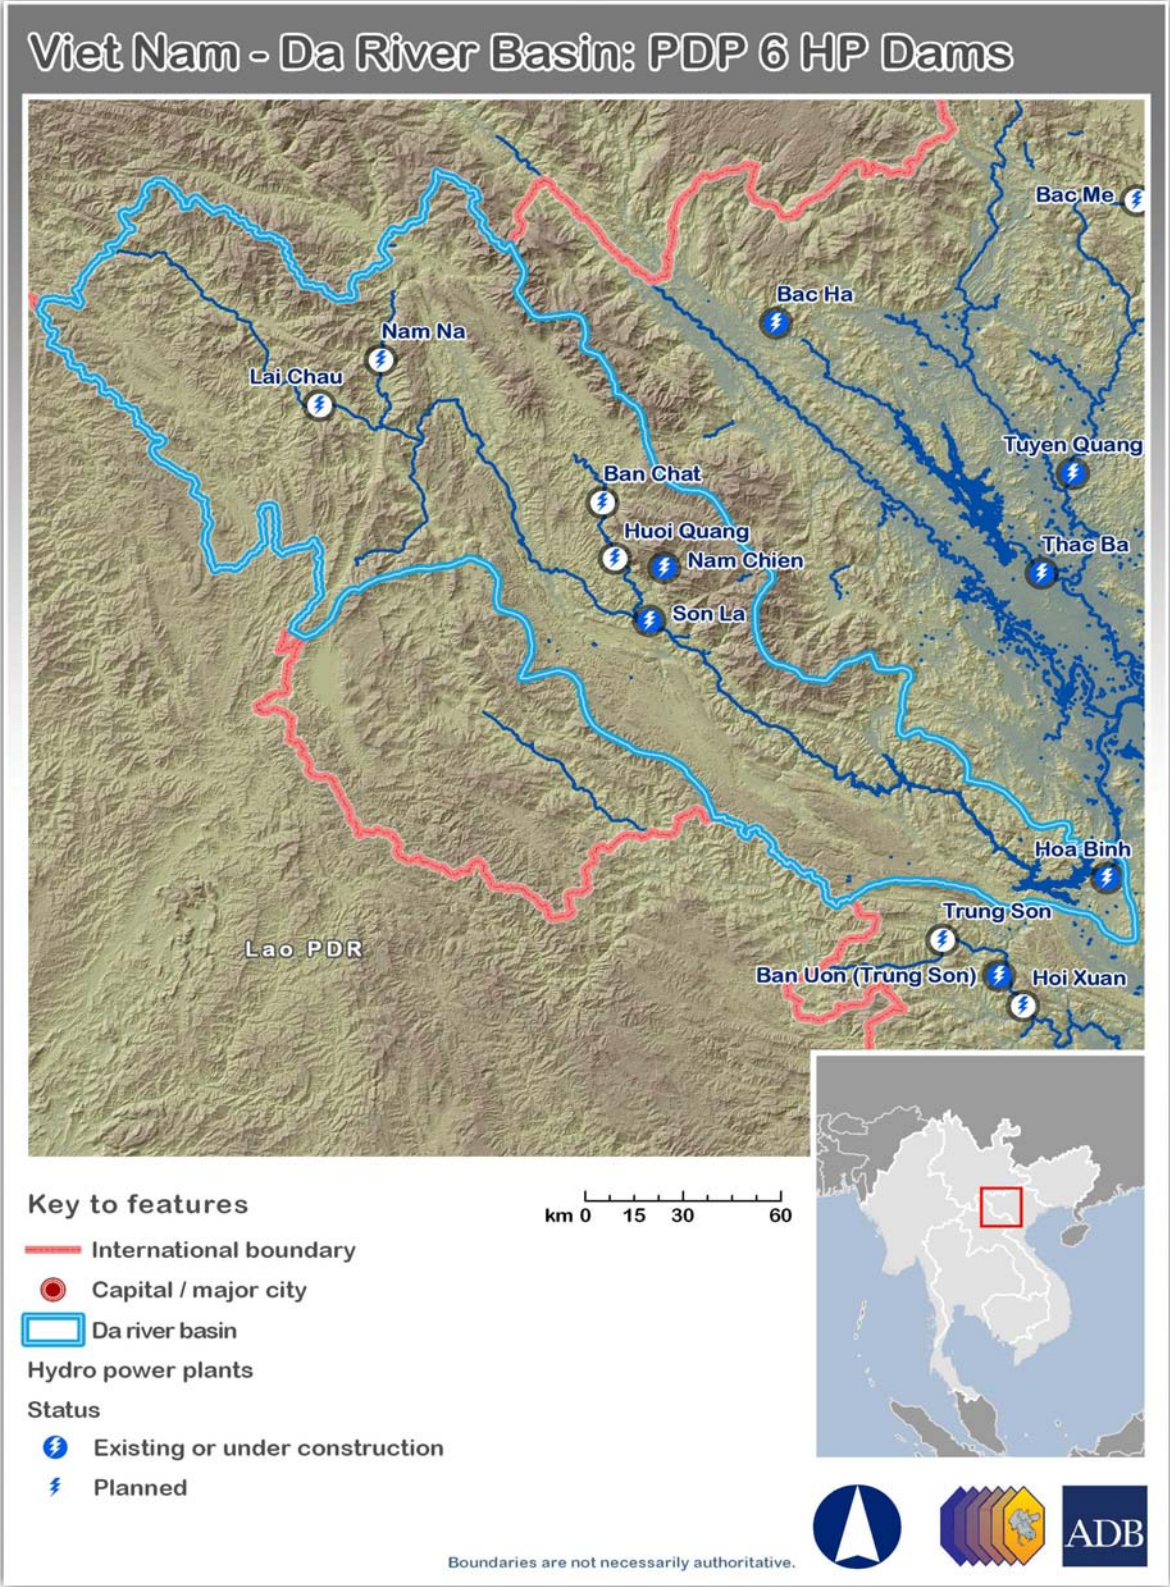 Viet Nam - Da River Basin: PDP 6 HP Dams
Bac Me
Bac Ha
Nam Na
Lai Chau
Tuyen Quang
Ban Chat
Huoi Quang
Thac Ba
Nam Chien
Son La
Hoa Binh
Trung Son
Lao PDR
Ban Uon (Trung Son)
Hoi Xuan
Key to features
km 0 15 30 60
International boundary
Capital / major city
Da river basin
Hydro power plants
Status
Existing or under construction
Planned
ADB
Boundaries are not necessarily authoritative.